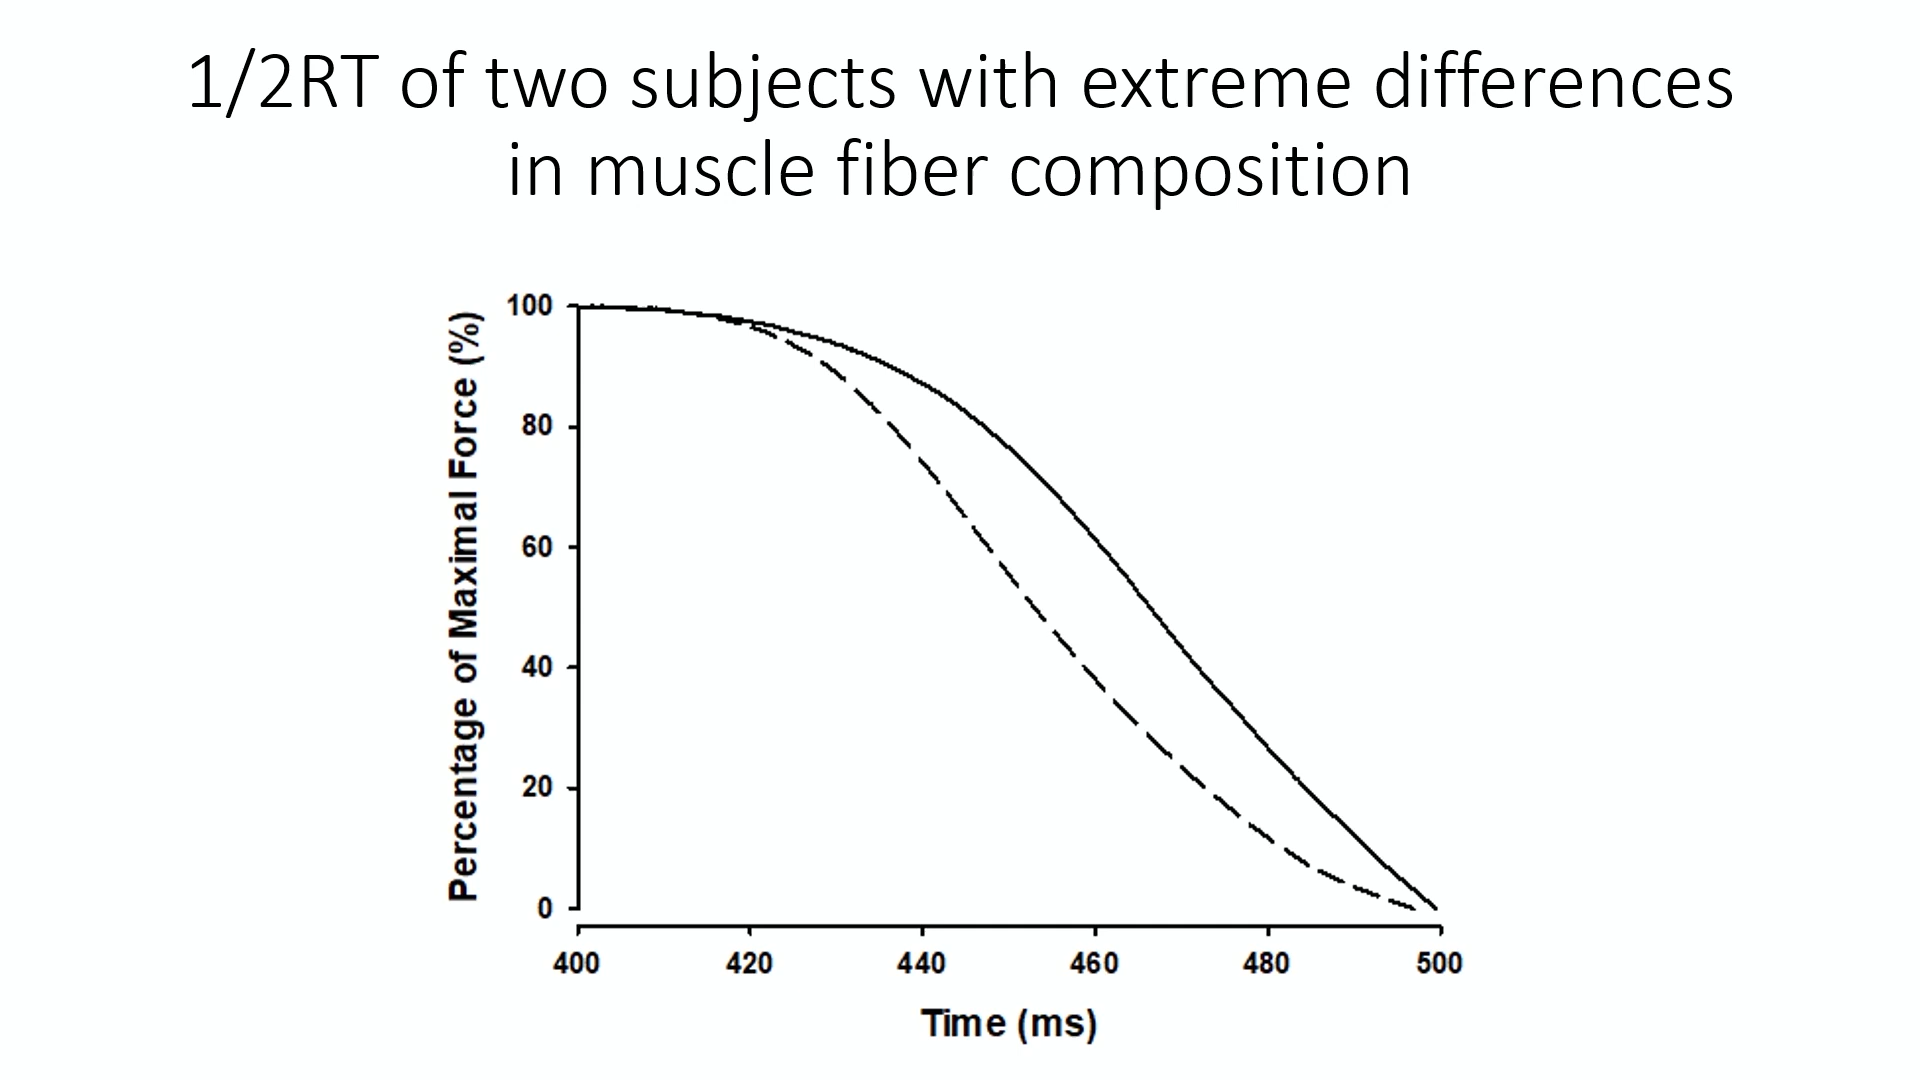 1/2RT of two subjects with extreme differences
in muscle fiber composition
Percentage of Maximal Force (%)
100
80
60
40
20
0
400 420 440 460 480 500
Time (ms)